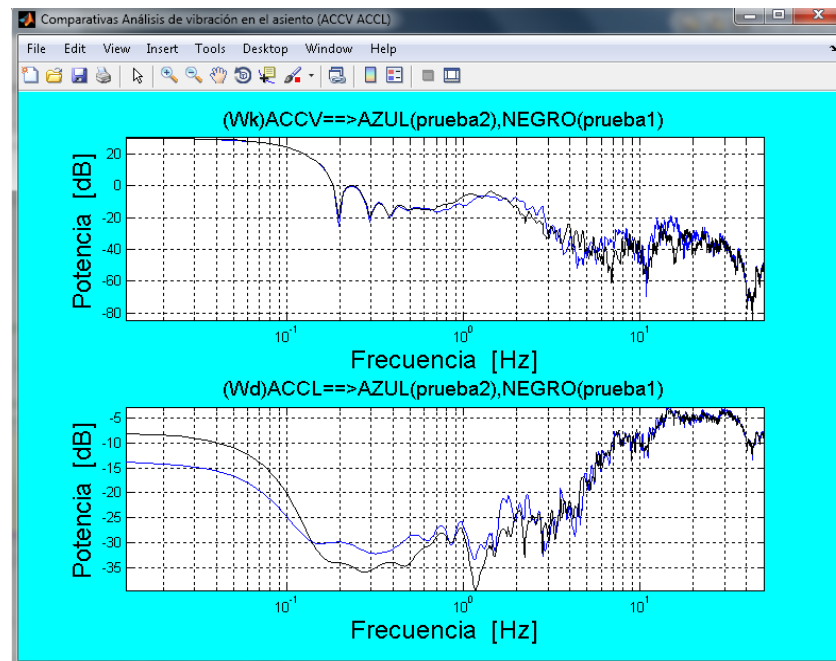 Comparativas Análisis de vibración en el asiento (ACCV ACCL)
File Edit View Insert Tools Desktop Window Help
(Wk)ACCV==>AZUL(prueba2),NEGRO(prueba1)
Potencia [dB]
20
0
-20
-40
-60
-80
10^-1 10^0 10^1
Frecuencia [Hz]
(Wd)ACCL==>AZUL(prueba2),NEGRO(prueba1)
Potencia [dB]
-5
-10
-15
-20
-25
-30
-35
10^-1 10^0 10^1
Frecuencia [Hz]